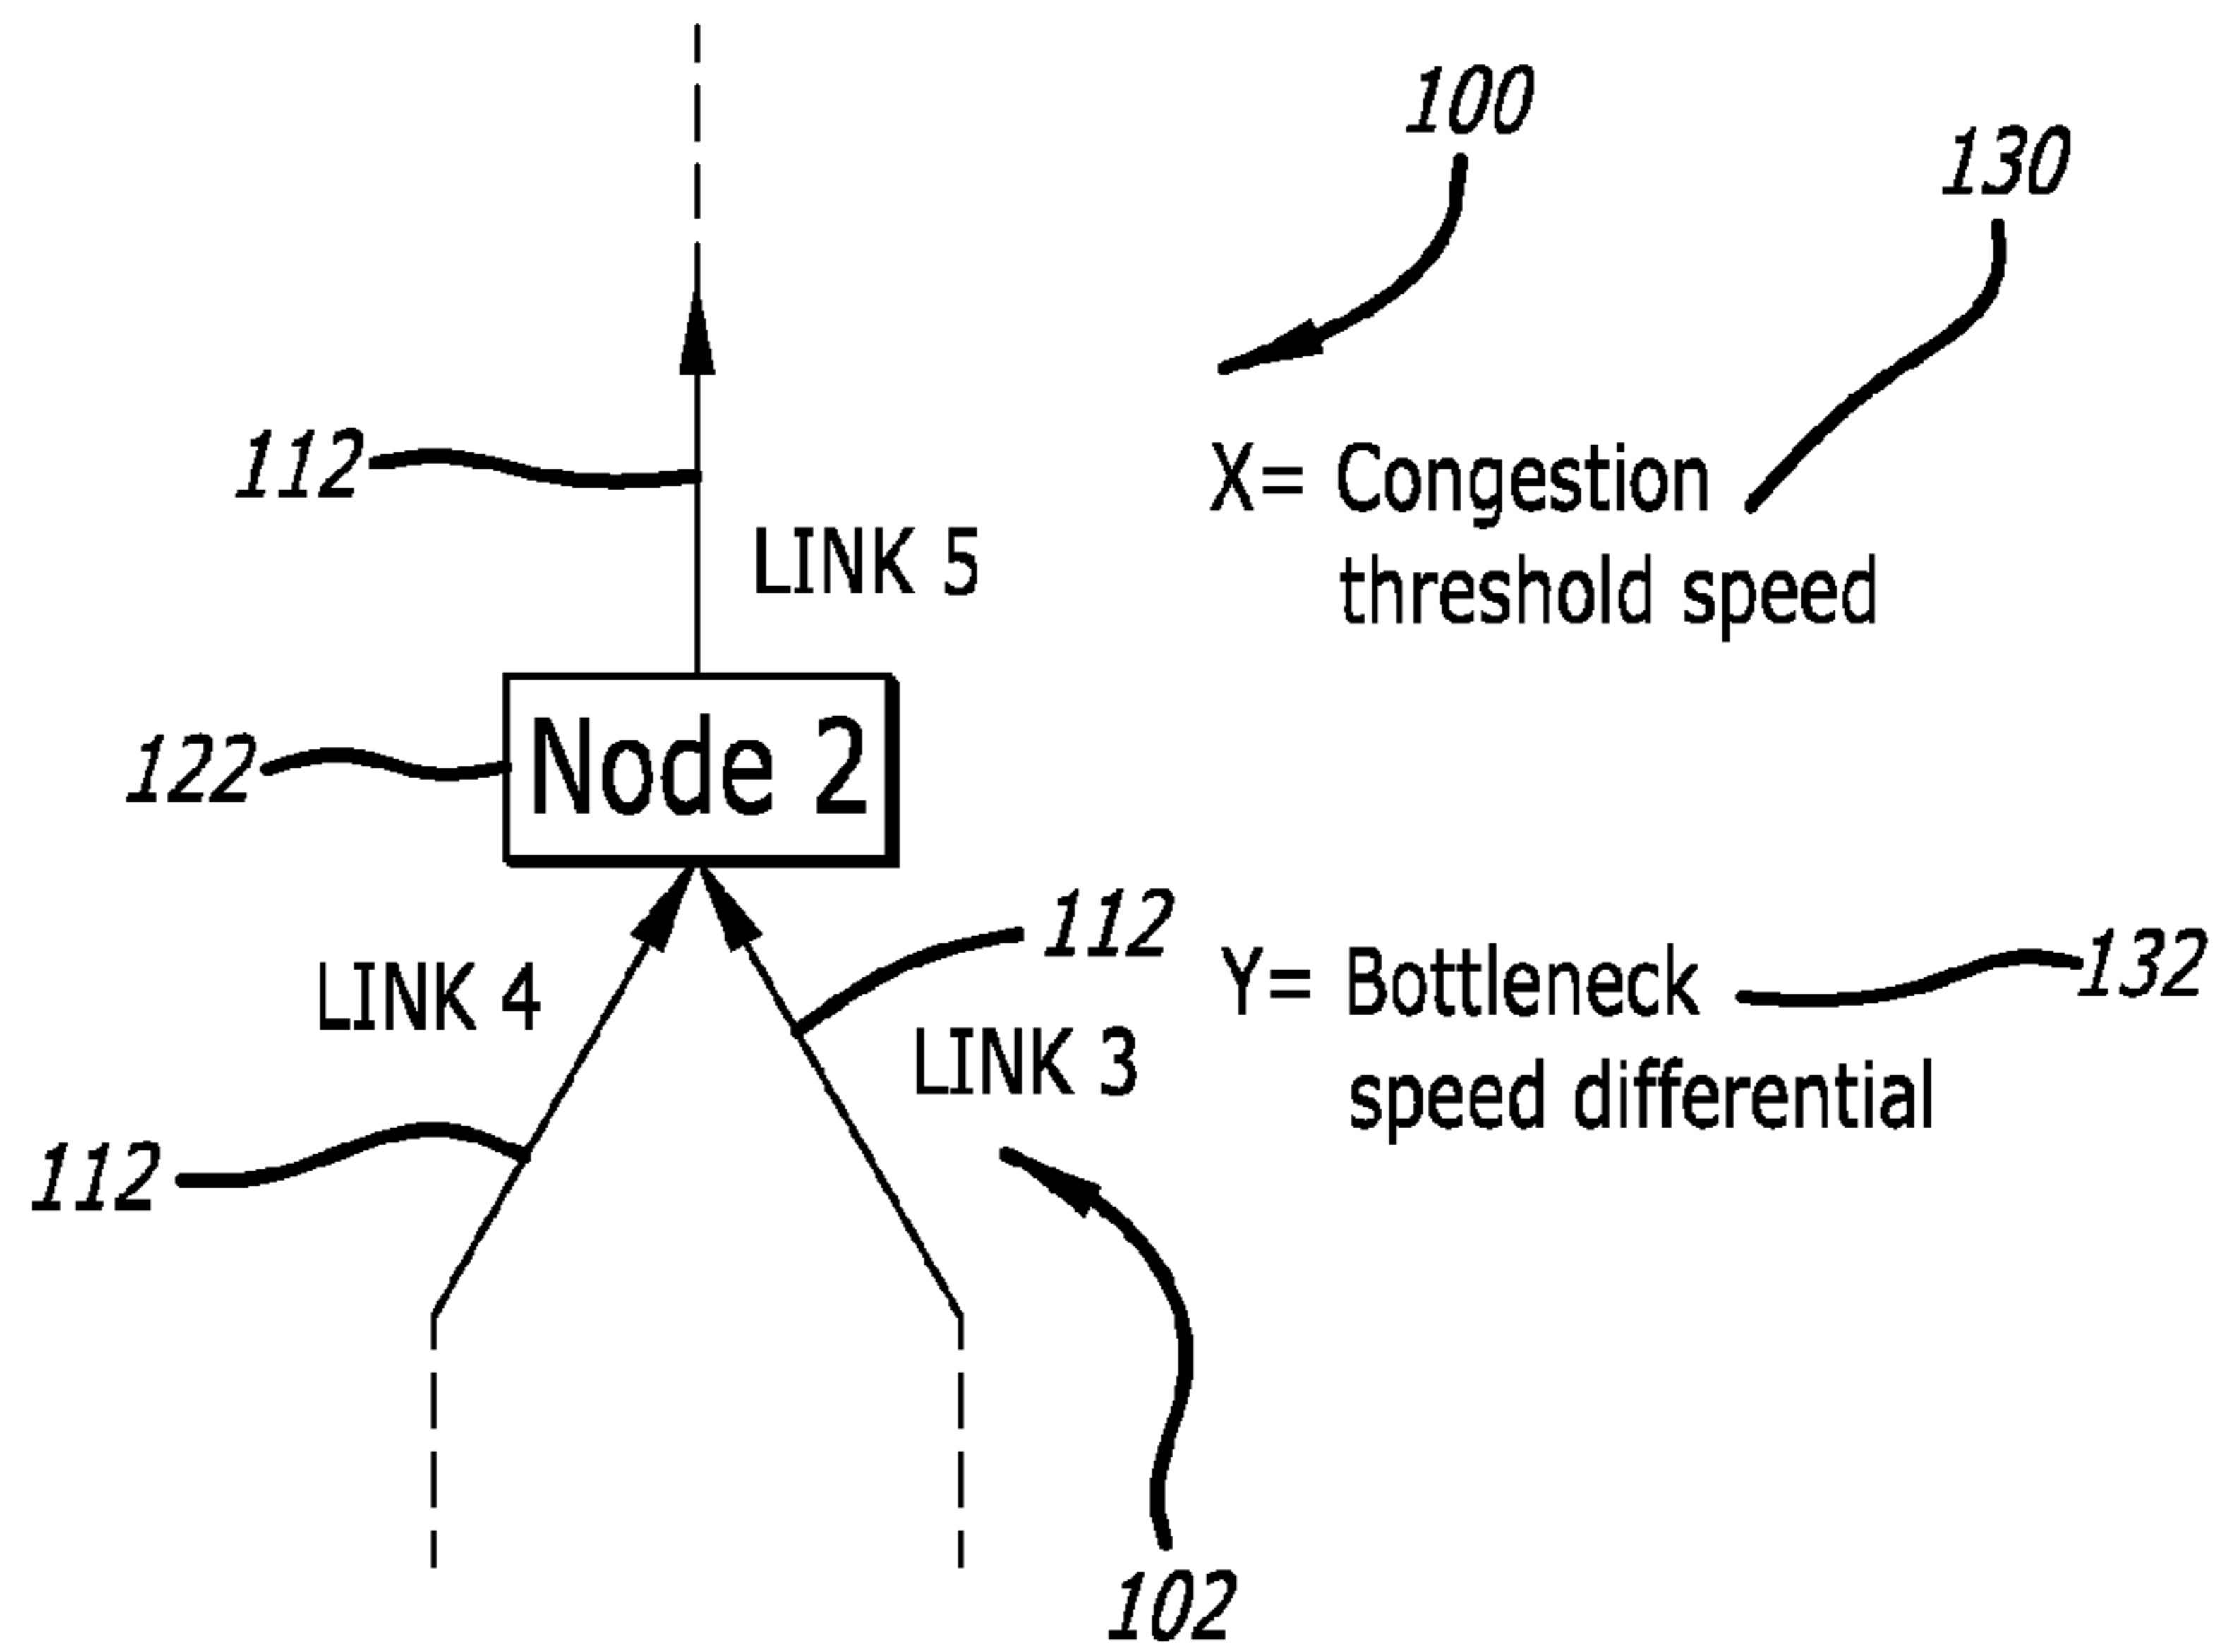 100
130
112
X= Congestion
threshold speed
LINK 5
122
Node 2
112
LINK 4
Y= Bottleneck
132
LINK 3
speed differential
112
102